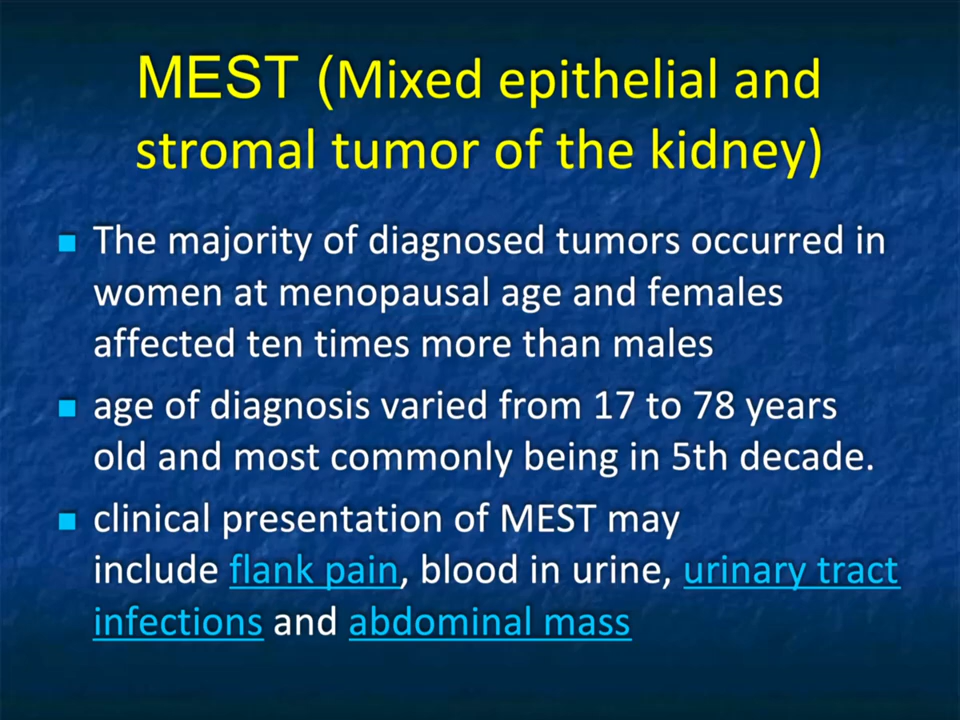 MEST (Mixed epithelial and
stromal tumor of the kidney)
The majority of diagnosed tumors occurred in
women at menopausal age and females
affected ten times more than males
age of diagnosis varied from 17 to 78 years
old and most commonly being in 5th decade.
clinical presentation of MEST may
include flank pain, blood in urine, urinary tract
infections and abdominal mass